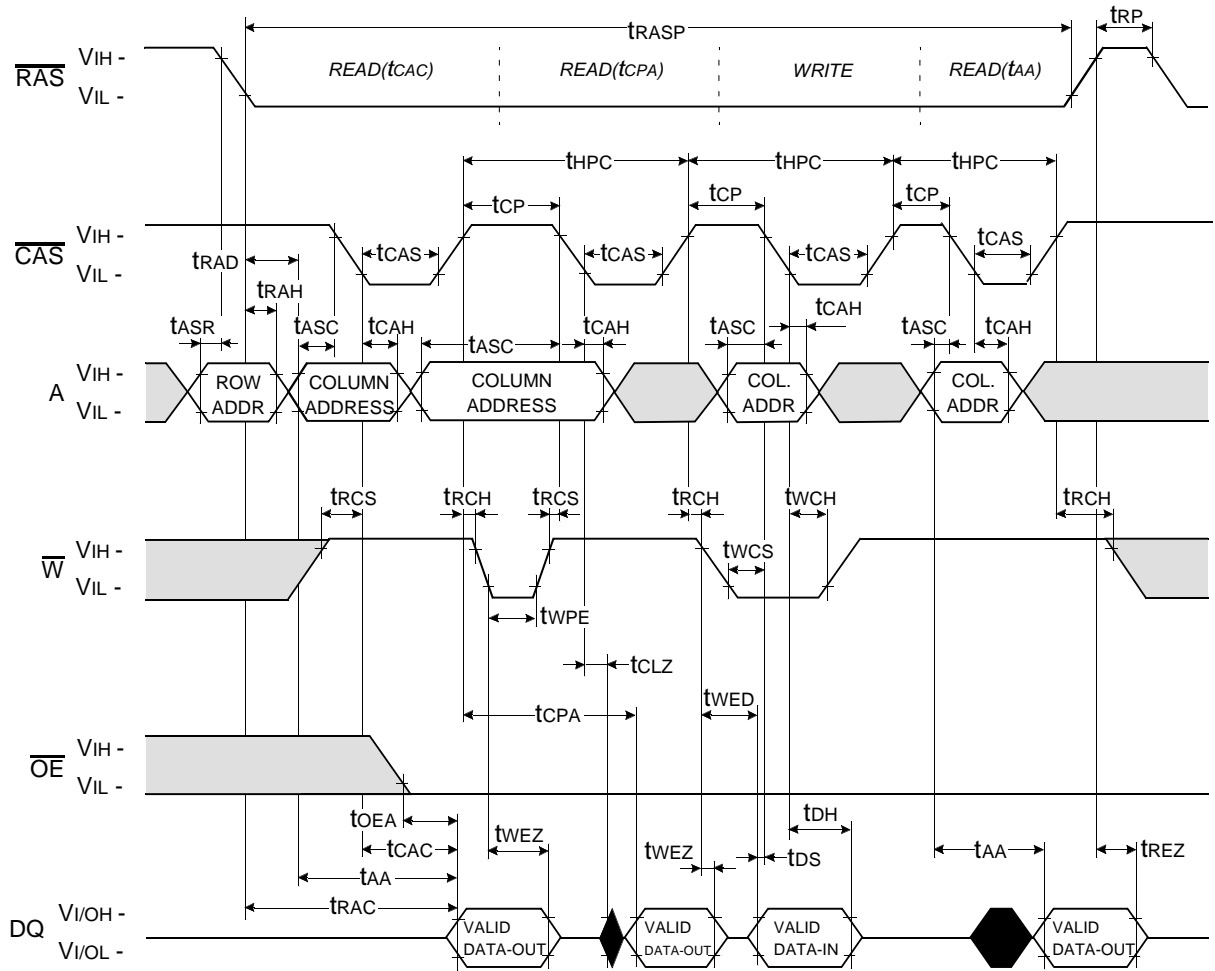 tRASP
tRP
RAS
VIH -
VIL -
READ(tCAC)
READ(tCPA)
WRITE
READ(tAA)
tHPC
tHPC
tHPC
tCP
tCP
tCP
CAS
VIH -
VIL -
tCAS
tCAS
tCAS
tCAS
tRAD
tRAH
tASR
tASC
tCAH
tASC
tCAH
tASC
tCAH
tASC
tCAH
A
VIH -
VIL -
ROW
ADDR
COLUMN
ADDRESS
COLUMN
ADDRESS
COL.
ADDR
COL.
ADDR
tRCS
tRCH
tRCS
tRCH
tWCH
tRCH
W
VIH -
VIL -
tWCS
tWPE
tCLZ
tCPA
tWED
OE
VIH -
VIL -
tOEA
tCAC
tAA
tRAC
tWEZ
tWEZ
tDH
tDS
tAA
tREZ
DQ
VI/OH -
VI/OL -
VALID
DATA-OUT
VALID
DATA-OUT
VALID
DATA-IN
VALID
DATA-OUT